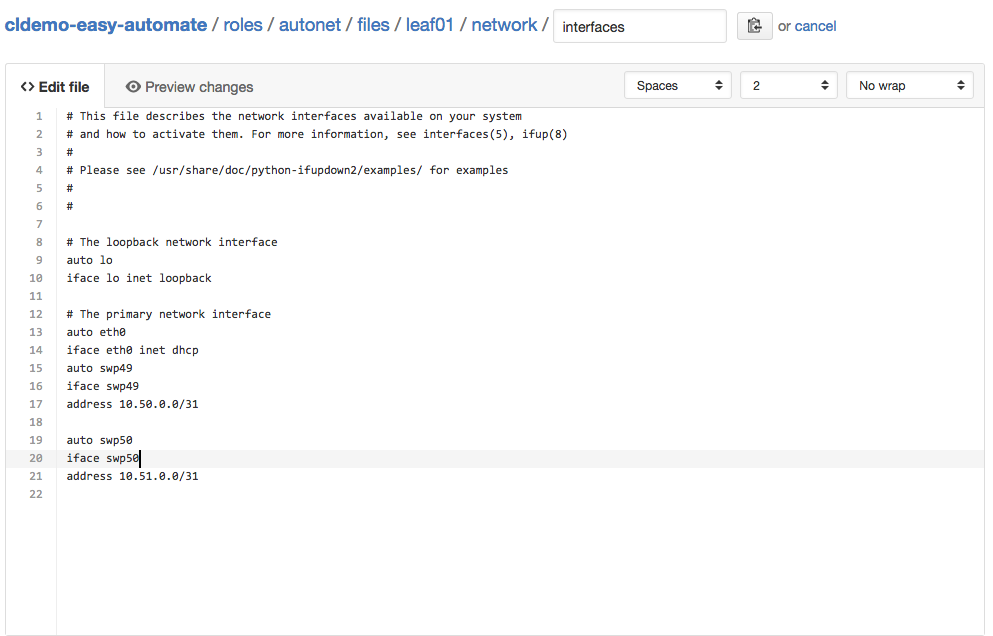 cldemo-easy-automate / roles / autonet / files / leaf01 / network / interfaces or cancel
<> Edit file Preview changes Spaces 2 No wrap
1 # This file describes the network interfaces available on your system
2 # and how to activate them. For more information, see interfaces(5), ifup(8)
3 #
4 # Please see /usr/share/doc/python-ifupdown2/examples/ for examples
5 #
6 #
7
8 # The loopback network interface
9 auto lo
10 iface lo inet loopback
11
12 # The primary network interface
13 auto eth0
14 iface eth0 inet dhcp
15 auto swp49
16 iface swp49
17 address 10.50.0.0/31
18
19 auto swp50
20 iface swp50
21 address 10.51.0.0/31
22